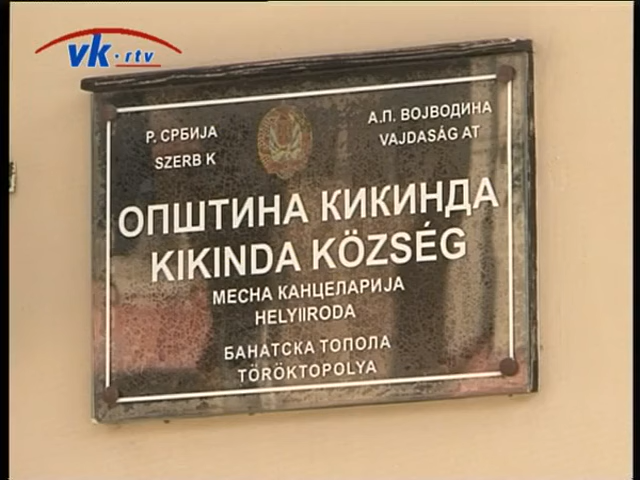 vk.rtv
Р. СРБИЈА
SZERB K
А.П. ВОЈВОДИНА
VAJDASÁG AT
ОПШТИНА КИКИНДА
KIKINDA KÖZSÉG
МЕСНА КАНЦЕЛАРИЈА
HELYIIRODA
БАНАТСКА ТОПОЛА
TÖRÖKTOPOLYA